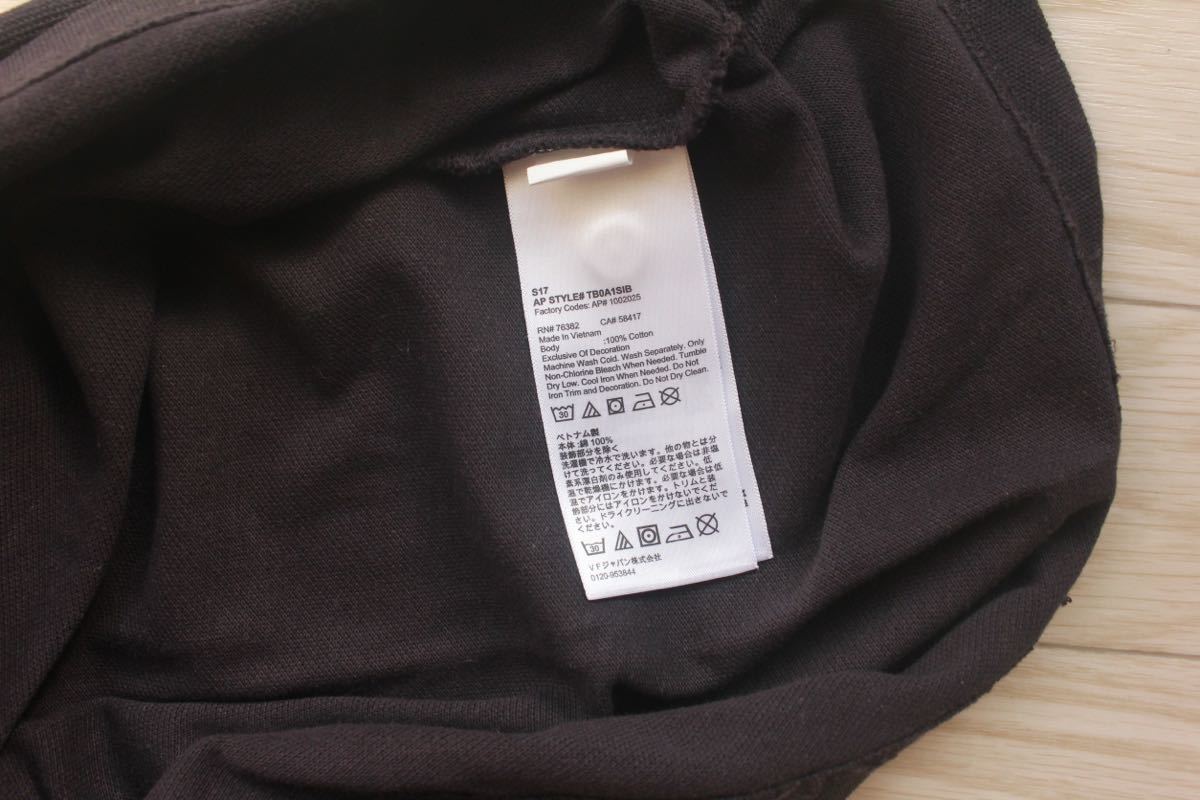 S17
AP STYLE# TB0A1SIB
Factory Codes: AP# 1002025
RN# 76382 CA# 58417
Made In Vietnam
Body :100% Cotton
Exclusive Of Decoration
Machine Wash Cold. Wash Separately. Only
Non-Chlorine Bleach When Needed. Tumble
Dry Low. Cool Iron When Needed. Do Not
Iron Trim and Decoration. Do Not Dry Clean.
30
ベトナム製
本体:綿100%
装飾部分を除く
洗濯機で冷水で洗います。他の物とは分
けて洗ってください。必要な場合は非塩
素系漂白剤のみ使用してください。低
温で乾燥機にかけます。必要な場合は低
温でアイロンをかけます。トリムと装
飾部分にはアイロンをかけないでくだ
さい。ドライクリーニングに出さないで
ください。
30
V.F ジャパン株式会社
0120-953844